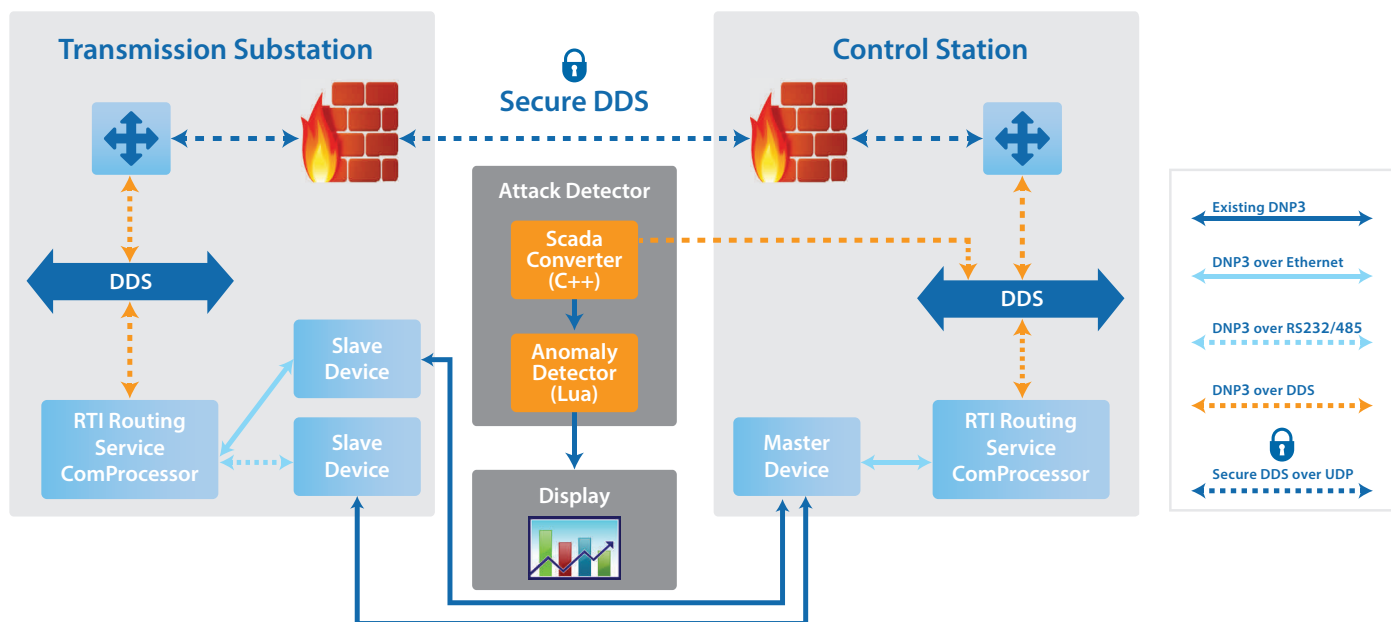 Transmission Substation
Secure DDS
Control Station
Attack Detector
Scada
Converter
(C++)
Anomaly
Detector
(Lua)
Display
DDS
Slave
Device
Slave
Device
RTI Routing
Service
ComProcessor
DDS
Master
Device
RTI Routing
Service
ComProcessor
Existing DNP3
DNP3 over Ethernet
DNP3 over RS232/485
DNP3 over DDS
Secure DDS over UDP